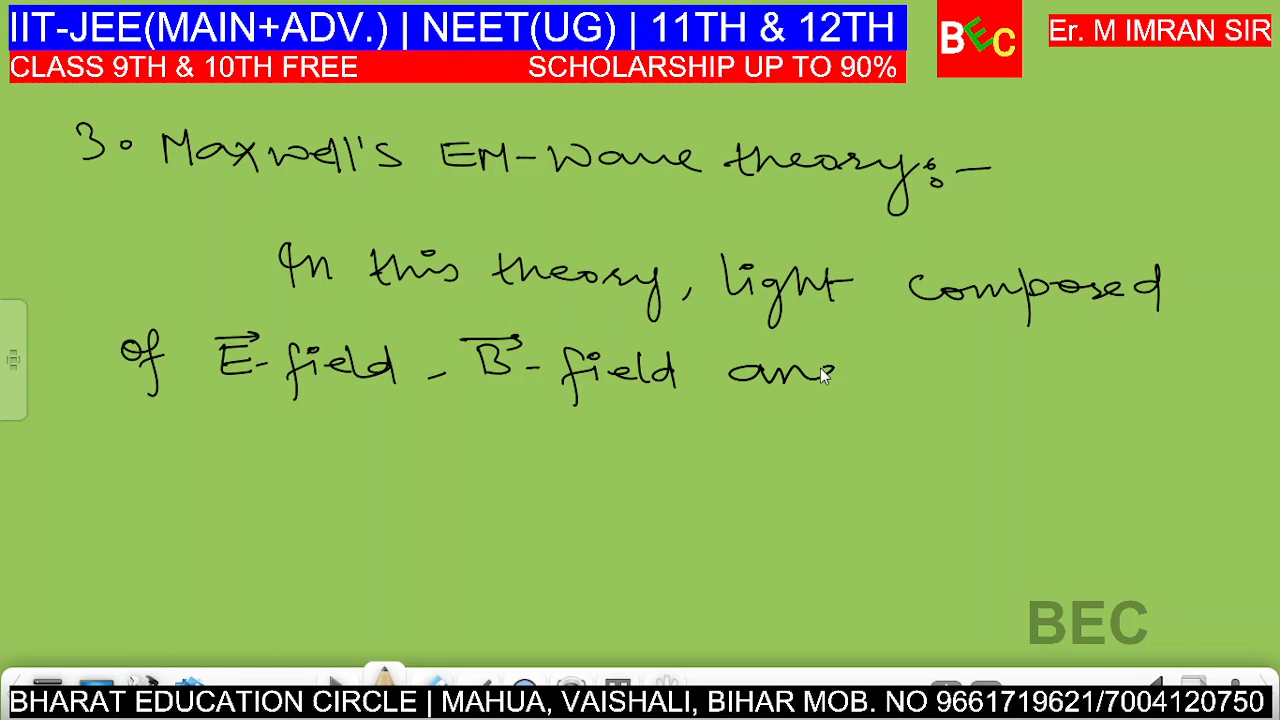 IIT-JEE(MAIN+ADV.) | NEET(UG) | 11TH & 12TH
CLASS 9TH & 10TH FREE SCHOLARSHIP UP TO 90%
BEC
Er. M IMRAN SIR
3. Maxwell's EM-Wave theory:-
In this theory, light composed
of E⃗-field, B⃗-field an
BEC
BHARAT EDUCATION CIRCLE | MAHUA, VAISHALI, BIHAR MOB. NO 9661719621/7004120750